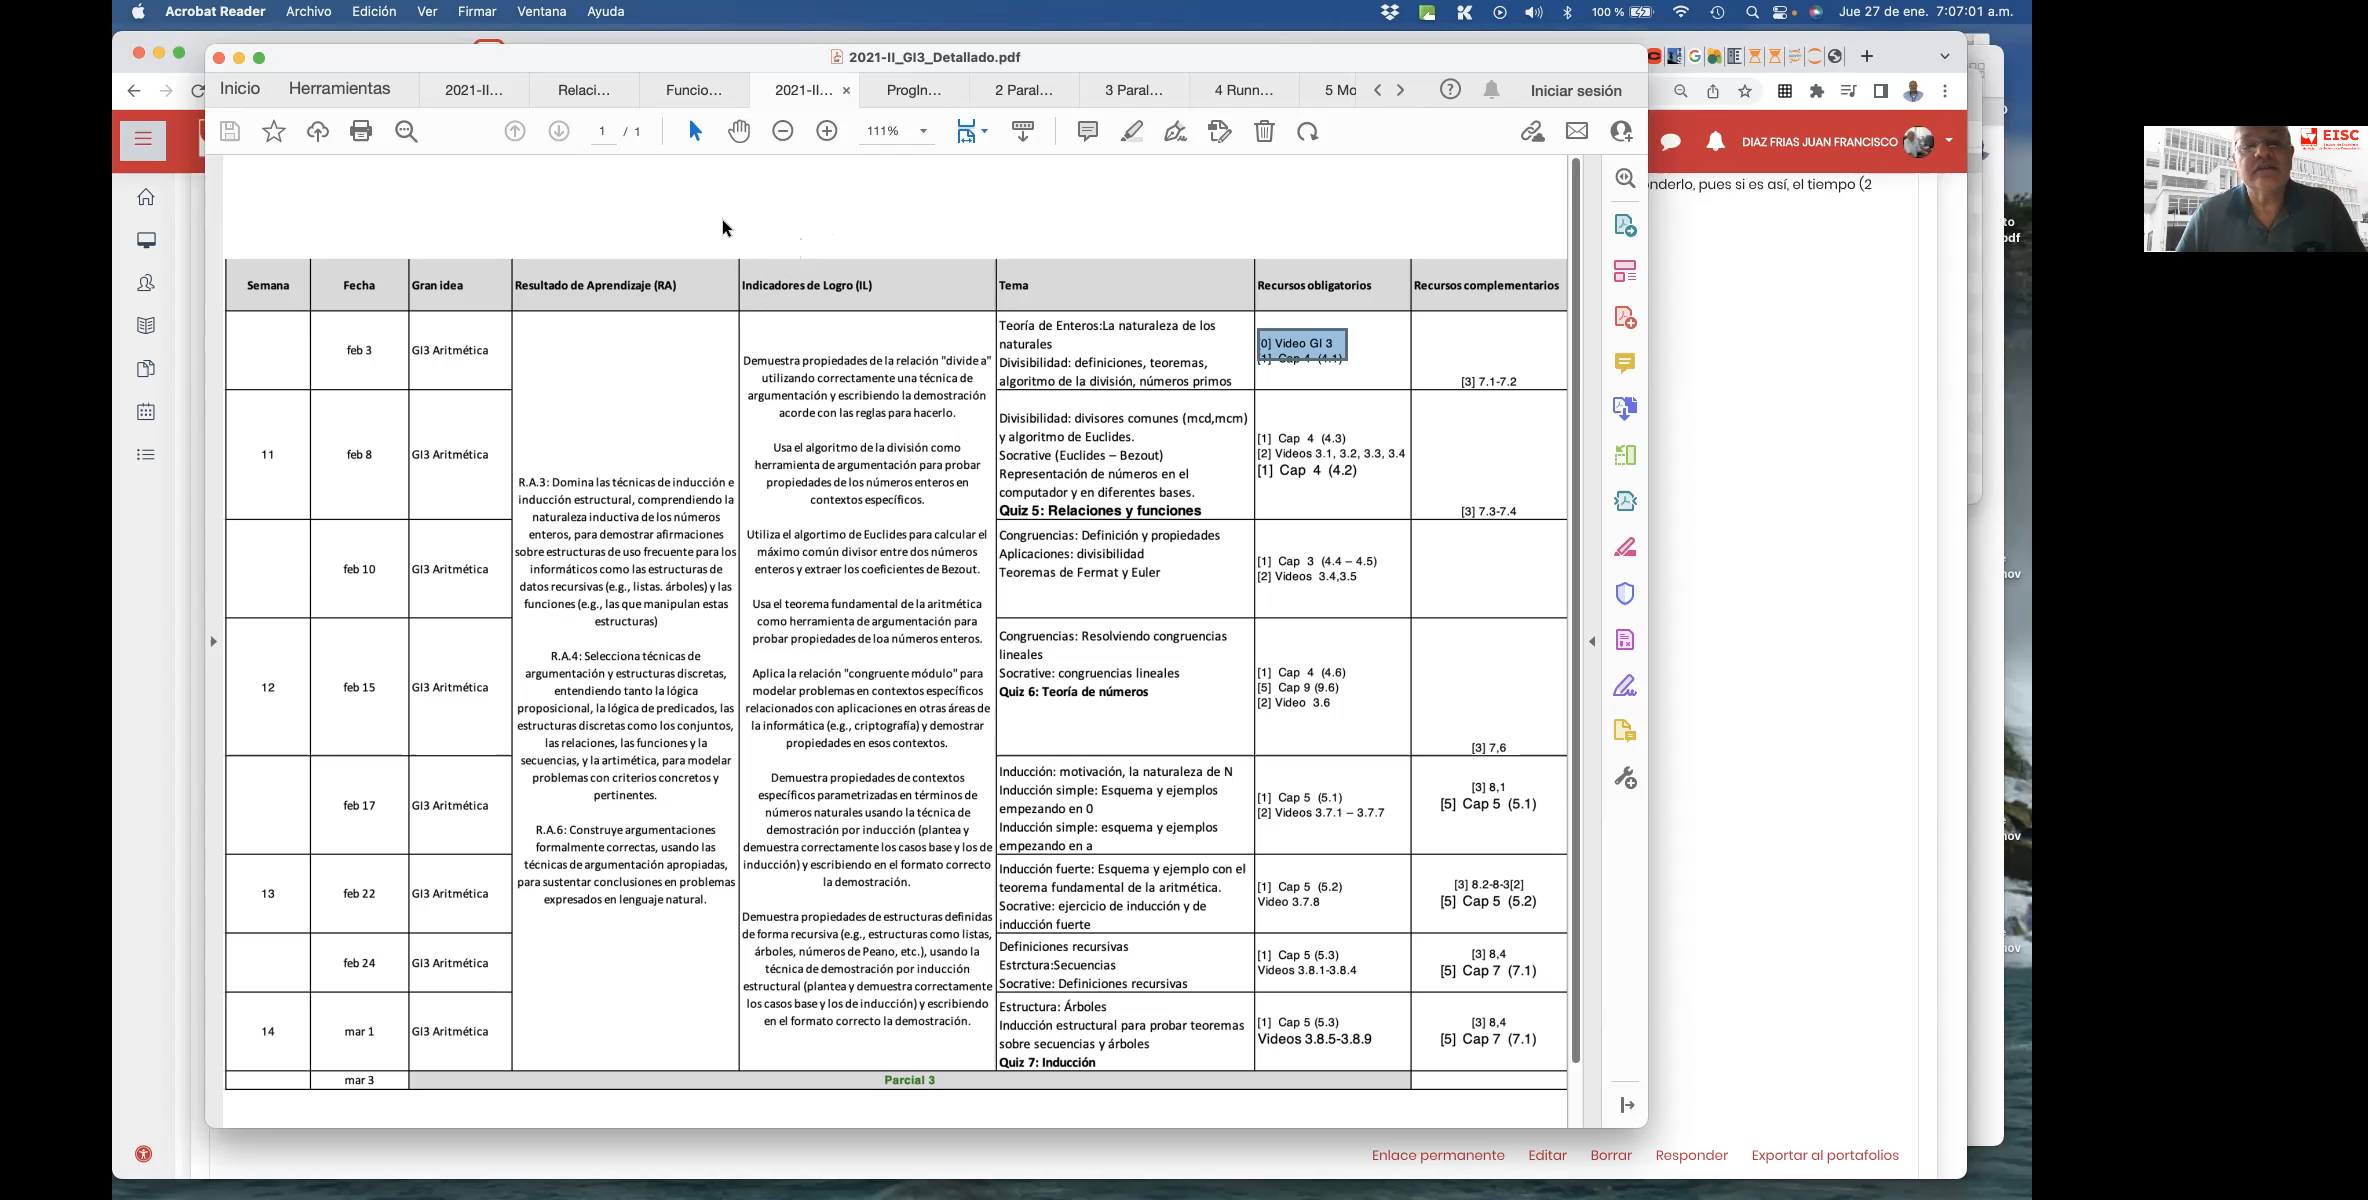 Acrobat Reader Archivo Edición Ver Firmar Ventana Ayuda
100 % Jue 27 de ene. 7:07:01 a.m.
2021-II_GI3_Detallado.pdf
Inicio Herramientas 2021-II... Relaci... Funcio... 2021-II... × ProgIn... 2 Paral... 3 Paral... 4 Runn... 5 Mo Iniciar sesión
1 / 1 111%
DIAZ FRIAS JUAN FRANCISCO
nderlo, pues si es así, el tiempo (2
EISC
to
pdf
Semana Fecha Gran idea Resultado de Aprendizaje (RA) Indicadores de Logro (IL) Tema Recursos obligatorios Recursos complementarios
feb 3
GI3 Aritmética
11
feb 8
GI3 Aritmética
feb 10
GI3 Aritmética
12
feb 15
GI3 Aritmética
feb 17
GI3 Aritmética
13
feb 22
GI3 Aritmética
feb 24
GI3 Aritmética
14
mar 1
GI3 Aritmética
R.A.3: Domina las técnicas de inducción e
inducción estructural, comprendiendo la
naturaleza inductiva de los números
enteros, para demostrar afirmaciones
sobre estructuras de uso frecuente para los
informáticos como las estructuras de
datos recursivas (e.g., listas. árboles) y las
funciones (e.g., las que manipulan estas
estructuras)
R.A.4: Selecciona técnicas de
argumentación y estructuras discretas,
entendiendo tanto la lógica
proposicional, la lógica de predicados, las
estructuras discretas como los conjuntos,
las relaciones, las funciones y la
secuencias, y la artimética, para modelar
problemas con criterios concretos y
pertinentes.
R.A.6: Construye argumentaciones
formalmente correctas, usando las
técnicas de argumentación apropiadas,
para sustentar conclusiones en problemas
expresados en lenguaje natural.
Demuestra propiedades de la relación "divide a"
utilizando correctamente una técnica de
argumentación y escribiendo la demostración
acorde con las reglas para hacerlo.
Usa el algoritmo de la división como
herramienta de argumentación para probar
propiedades de los números enteros en
contextos específicos.
Utiliza el algortimo de Euclides para calcular el
máximo común divisor entre dos números
enteros y extraer los coeficientes de Bezout.
Usa el teorema fundamental de la aritmética
como herramienta de argumentación para
probar propiedades de loa números enteros.
Aplica la relación "congruente módulo" para
modelar problemas en contextos específicos
relacionados con aplicaciones en otras áreas de
la informática (e.g., criptografía) y demostrar
propiedades en esos contextos.
Demuestra propiedades de contextos
específicos parametrizadas en términos de
números naturales usando la técnica de
demostración por inducción (plantea y
demuestra correctamente los casos base y los de
inducción) y escribiendo en el formato correcto
la demostración.
Demuestra propiedades de estructuras definidas
de forma recursiva (e.g., estructuras como listas,
árboles, números de Peano, etc.), usando la
técnica de demostración por inducción
estructural (plantea y demuestra correctamente
los casos base y los de inducción) y escribiendo
en el formato correcto la demostración.
Teoría de Enteros:La naturaleza de los
naturales
Divisibilidad: definiciones, teoremas,
algoritmo de la división, números primos
0] Video GI 3
[1] Cap 4 (4.1)
[3] 7.1-7.2
Divisibilidad: divisores comunes (mcd,mcm)
y algoritmo de Euclides.
Socrative (Euclides – Bezout)
Representación de números en el
computador y en diferentes bases.
Quiz 5: Relaciones y funciones
[1] Cap 4 (4.3)
[2] Videos 3.1, 3.2, 3.3, 3.4
[1] Cap 4 (4.2)
[3] 7.3-7.4
Congruencias: Definición y propiedades
Aplicaciones: divisibilidad
Teoremas de Fermat y Euler
[1] Cap 3 (4.4 – 4.5)
[2] Videos 3.4,3.5
Congruencias: Resolviendo congruencias
lineales
Socrative: congruencias lineales
Quiz 6: Teoría de números
[1] Cap 4 (4.6)
[5] Cap 9 (9.6)
[2] Video 3.6
[3] 7,6
Inducción: motivación, la naturaleza de N
Inducción simple: Esquema y ejemplos
empezando en 0
Inducción simple: esquema y ejemplos
empezando en a
[1] Cap 5 (5.1)
[2] Videos 3.7.1 – 3.7.7
[3] 8,1
[5] Cap 5 (5.1)
Inducción fuerte: Esquema y ejemplo con el
teorema fundamental de la aritmética.
Socrative: ejercicio de inducción y de
inducción fuerte
[1] Cap 5 (5.2)
Video 3.7.8
[3] 8.2-8-3[2]
[5] Cap 5 (5.2)
Definiciones recursivas
Estrctura:Secuencias
Socrative: Definiciones recursivas
[1] Cap 5 (5.3)
Videos 3.8.1-3.8.4
[3] 8,4
[5] Cap 7 (7.1)
Estructura: Árboles
Inducción estructural para probar teoremas
sobre secuencias y árboles
Quiz 7: Inducción
[1] Cap 5 (5.3)
Videos 3.8.5-3.8.9
[3] 8,4
[5] Cap 7 (7.1)
mar 3
Parcial 3
nov
nov
nov
Enlace permanente Editar Borrar Responder Exportar al portafolios